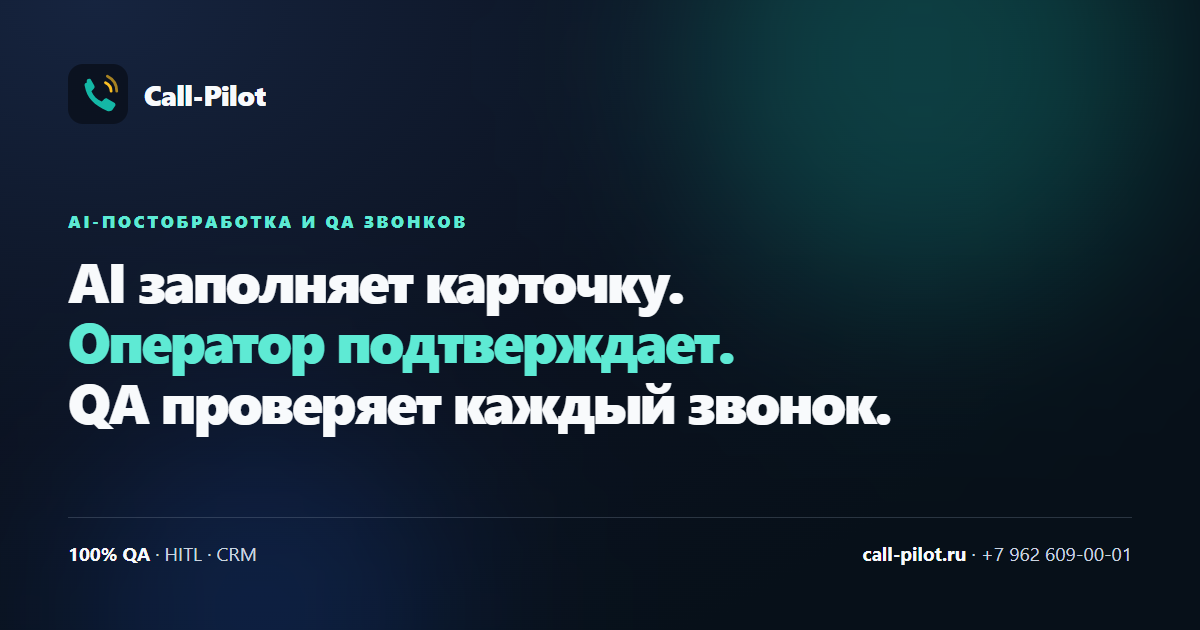 Call-Pilot
AI-ПОСТОБРАБОТКА И QA ЗВОНКОВ
AI заполняет карточку.
Оператор подтверждает.
QA проверяет каждый звонок.
100% QA · HITL · CRM
call-pilot.ru · +7 962 609-00-01